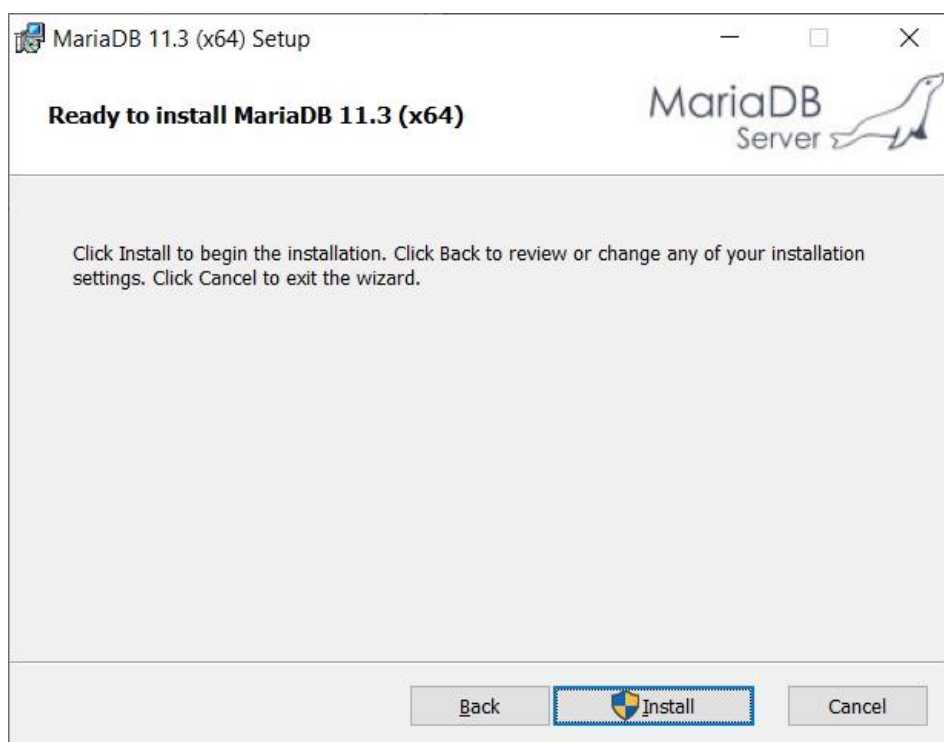 MariaDB 11.3 (x64) Setup
Ready to install MariaDB 11.3 (x64)
MariaDB
Server
Click Install to begin the installation. Click Back to review or change any of your installation
settings. Click Cancel to exit the wizard.
Back
Install
Cancel